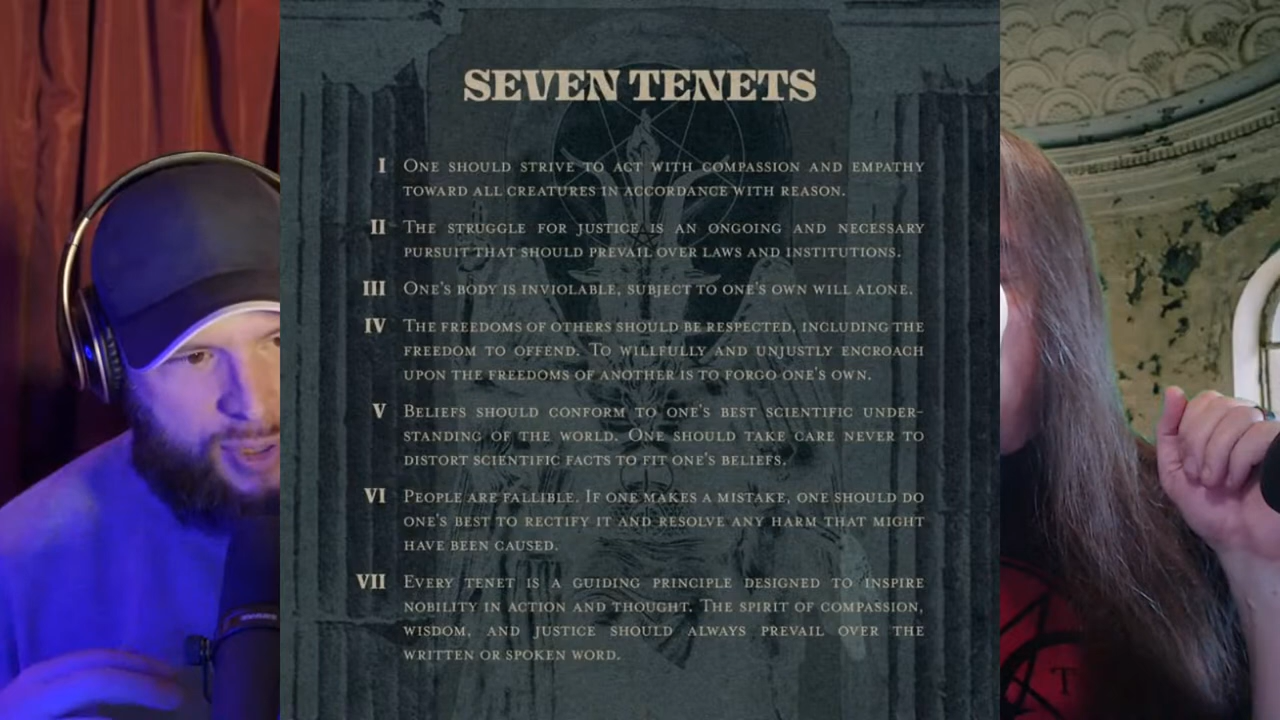 SEVEN TENETS
I ONE SHOULD STRIVE TO ACT WITH COMPASSION AND EMPATHY
TOWARD ALL CREATURES IN ACCORDANCE WITH REASON.
II THE STRUGGLE FOR JUSTICE IS AN ONGOING AND NECESSARY
PURSUIT THAT SHOULD PREVAIL OVER LAWS AND INSTITUTIONS.
III ONE'S BODY IS INVIOLABLE, SUBJECT TO ONE'S OWN WILL ALONE.
IV THE FREEDOMS OF OTHERS SHOULD BE RESPECTED, INCLUDING THE
FREEDOM TO OFFEND. TO WILLFULLY AND UNJUSTLY ENCROACH
UPON THE FREEDOMS OF ANOTHER IS TO FORGO ONE'S OWN.
V BELIEFS SHOULD CONFORM TO ONE'S BEST SCIENTIFIC UNDER-
STANDING OF THE WORLD. ONE SHOULD TAKE CARE NEVER TO
DISTORT SCIENTIFIC FACTS TO FIT ONE'S BELIEFS.
VI PEOPLE ARE FALLIBLE. IF ONE MAKES A MISTAKE, ONE SHOULD DO
ONE'S BEST TO RECTIFY IT AND RESOLVE ANY HARM THAT MIGHT
HAVE BEEN CAUSED.
VII EVERY TENET IS A GUIDING PRINCIPLE DESIGNED TO INSPIRE
NOBILITY IN ACTION AND THOUGHT. THE SPIRIT OF COMPASSION,
WISDOM, AND JUSTICE SHOULD ALWAYS PREVAIL OVER THE
WRITTEN OR SPOKEN WORD.
T